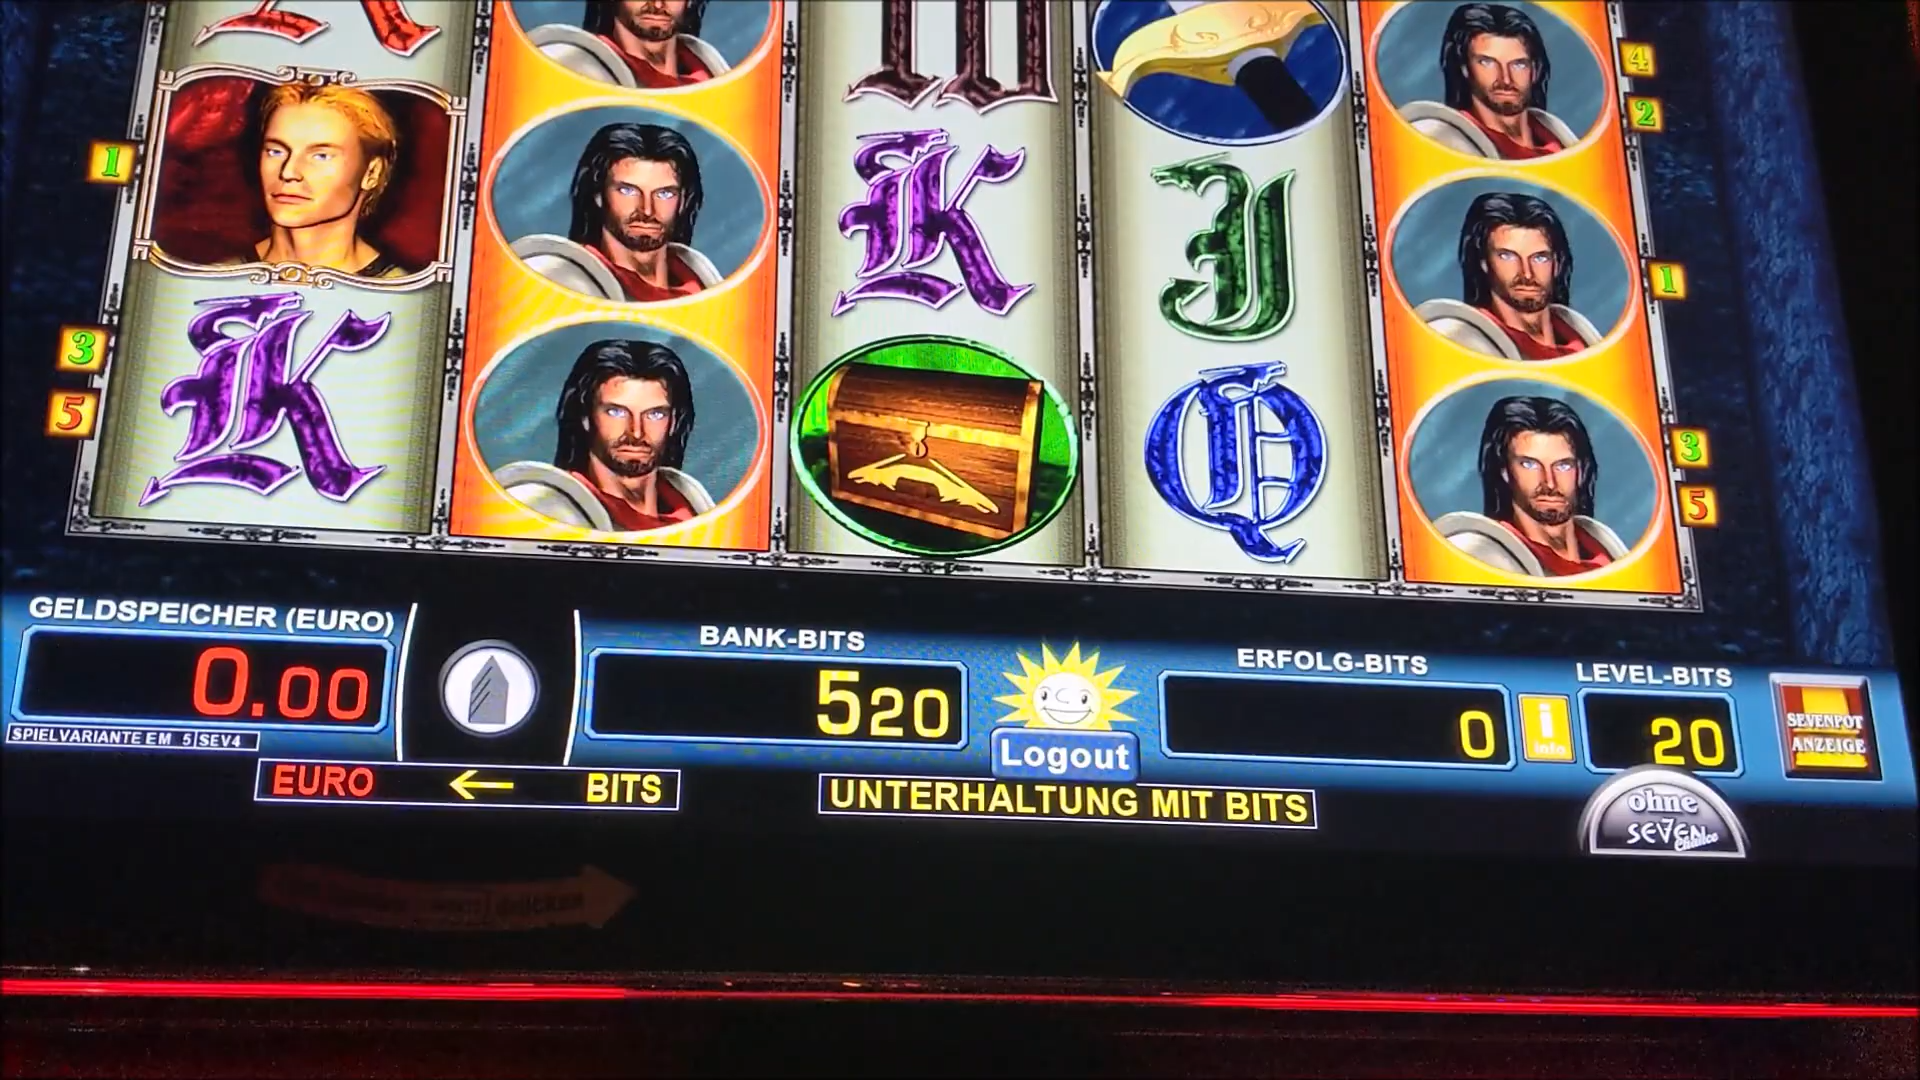 K
J
K
Q
4
2
1
1
3
5
3
5
GELDSPEICHER (EURO)
0.00
SPIELVARIANTE EM 5|SEV4
EURO ← BITS
BANK-BITS
520
Logout
UNTERHALTUNG MIT BITS
ERFOLG-BITS
0
i
info
LEVEL-BITS
20
SEVENPOT
ANZEIGE
ohne
SEVEN
Chance